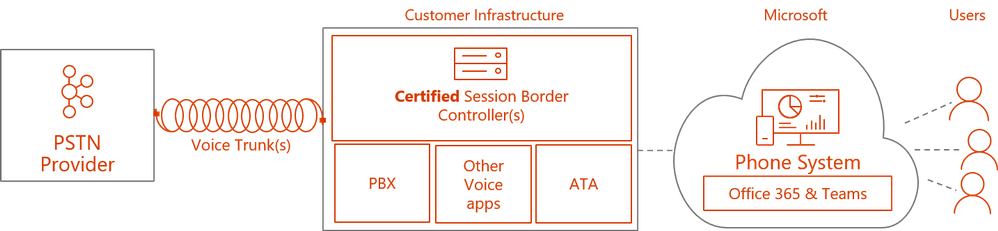 Customer Infrastructure
Microsoft
Users
PSTN
Provider
Voice Trunk(s)
Certified Session Border
Controller(s)
PBX
Other
Voice
apps
ATA
Phone System
Office 365 & Teams